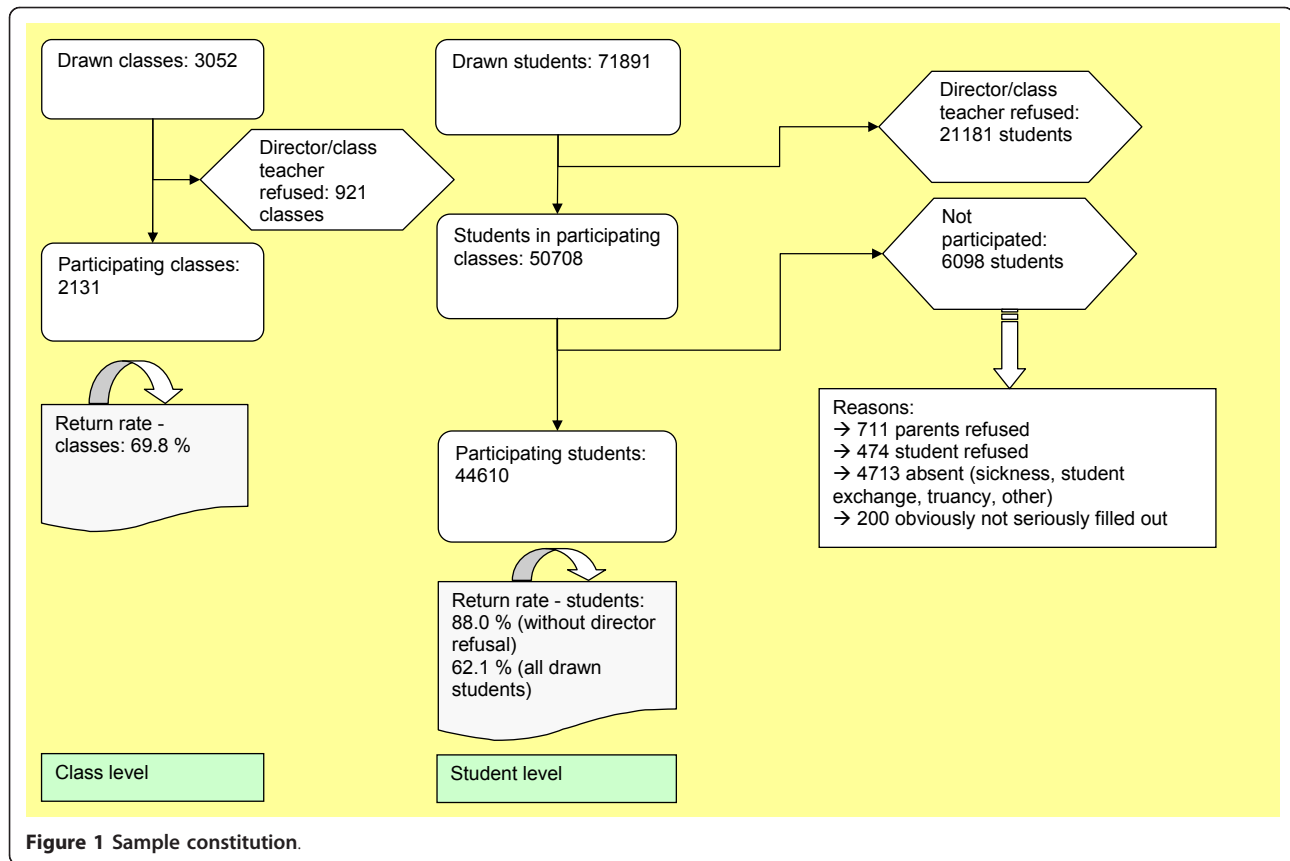 Drawn classes: 3052
Director/class
teacher
refused: 921
classes
Participating classes:
2131
Return rate -
classes: 69.8 %
Class level
Drawn students: 71891
Director/class
teacher refused:
21181 students
Students in participating
classes: 50708
Not
participated:
6098 students
Reasons:
→ 711 parents refused
→ 474 student refused
→ 4713 absent (sickness, student
exchange, truancy, other)
→ 200 obviously not seriously filled out
Participating students:
44610
Return rate - students:
88.0 % (without director
refusal)
62.1 % (all drawn
students)
Student level
Figure 1 Sample constitution.